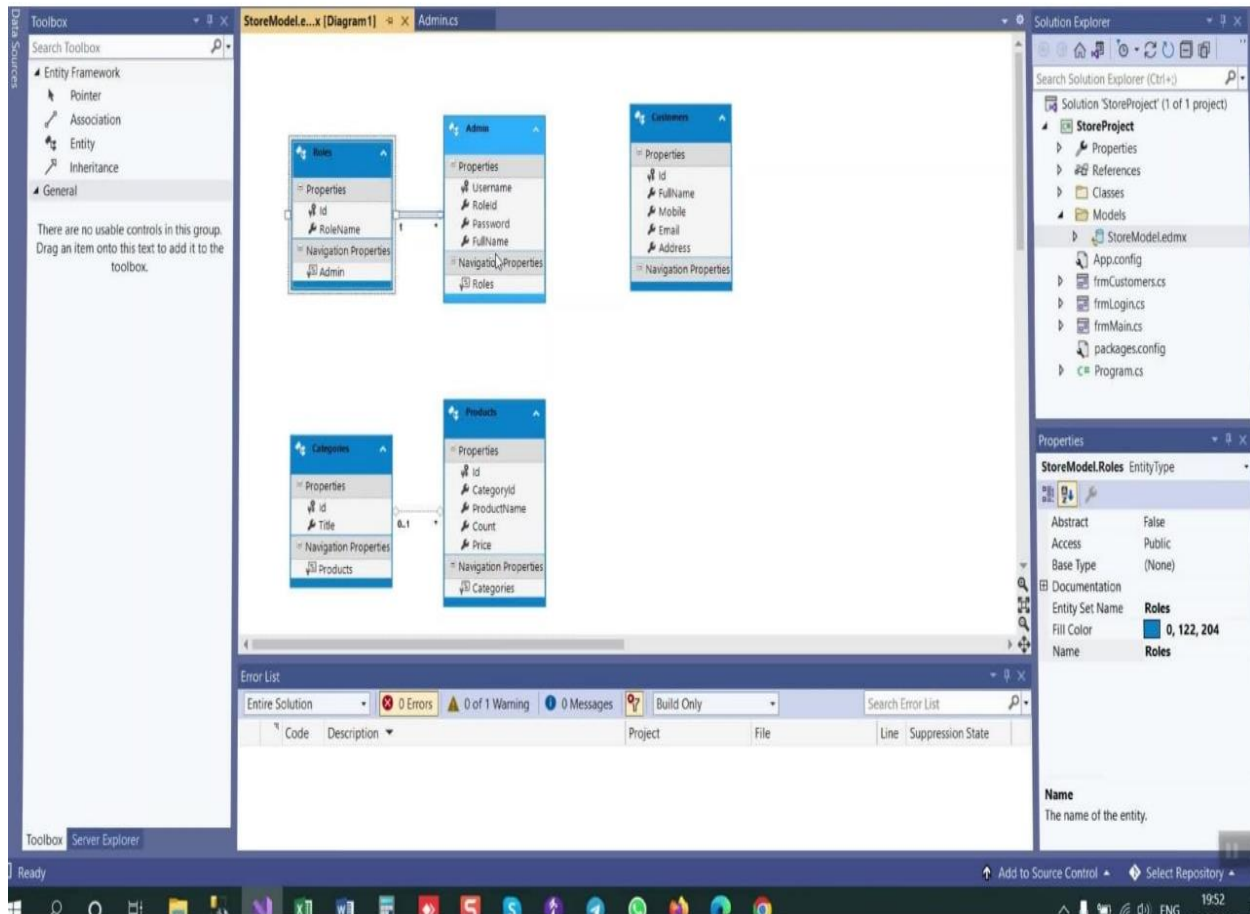 Data Sources
Toolbox
Search Toolbox
Entity Framework
Pointer
Association
Entity
Inheritance
General
There are no usable controls in this group.
Drag an item onto this text to add it to the
toolbox.
Toolbox Server Explorer
StoreModel.e...x [Diagram1]
Admin.cs
Roles
Properties
Id
RoleName
Navigation Properties
Admin
1 *
Admin
Properties
Username
Roleid
Password
FullName
Navigation Properties
Roles
Customers
Properties
Id
FullName
Mobile
Email
Address
Navigation Properties
Categories
Properties
Id
Title
Navigation Properties
Products
0..1 *
Products
Properties
Id
CategoryId
ProductName
Count
Price
Navigation Properties
Categories
Error List
Entire Solution 0 Errors 0 of 1 Warning 0 Messages Build Only Search Error List
Code Description Project File Line Suppression State
Solution Explorer
Search Solution Explorer (Ctrl+;)
Solution 'StoreProject' (1 of 1 project)
StoreProject
Properties
References
Classes
Models
StoreModel.edmx
App.config
frmCustomers.cs
frmLogin.cs
frmMain.cs
packages.config
C# Program.cs
Properties
StoreModel.Roles EntityType
Abstract False
Access Public
Base Type (None)
Documentation
Entity Set Name Roles
Fill Color 0, 122, 204
Name Roles
Name
The name of the entity.
Ready
Add to Source Control Select Repository
ENG 19:52